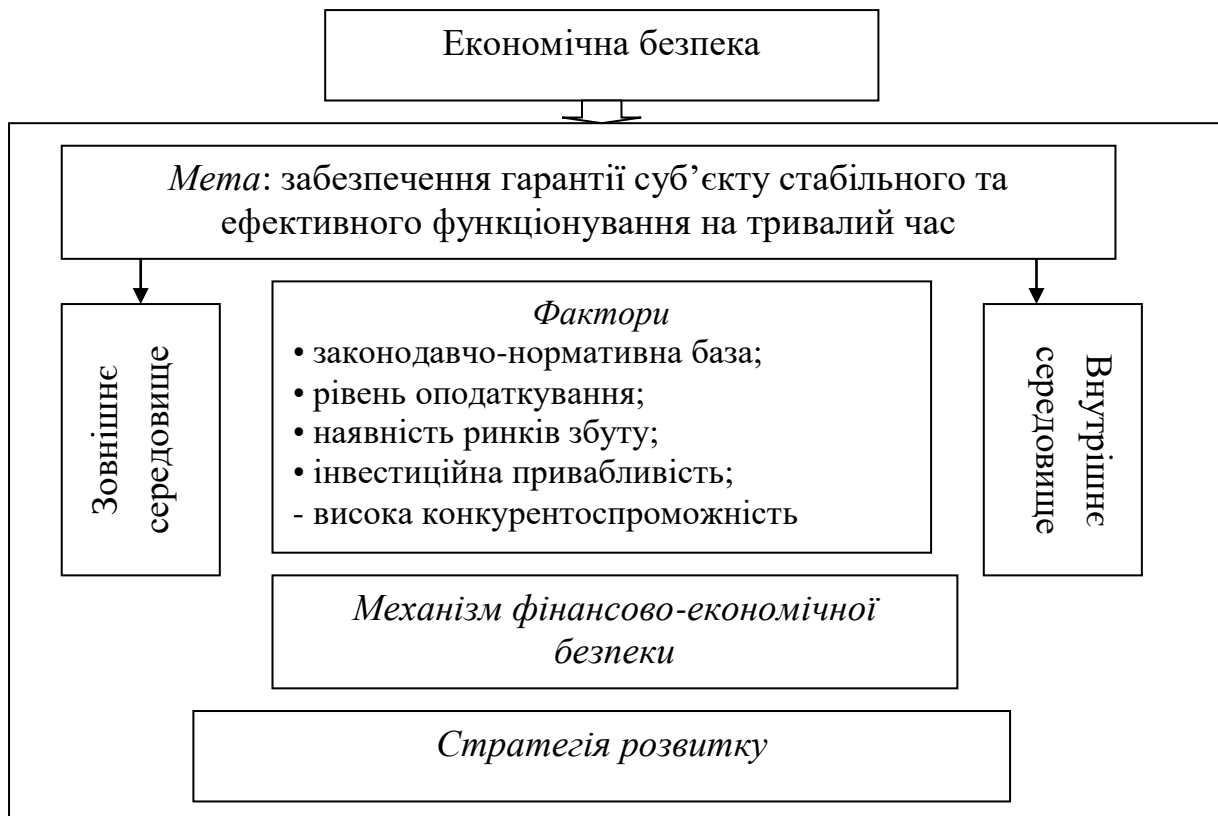 Економічна безпека
Мета: забезпечення гарантії суб’єкту стабільного та
ефективного функціонування на тривалий час
Зовнішнє
середовище
Фактори
• законодавчо-нормативна база;
• рівень оподаткування;
• наявність ринків збуту;
• інвестиційна привабливість;
- висока конкурентоспроможність
Внутрішнє
середовище
Механізм фінансово-економічної
безпеки
Стратегія розвитку